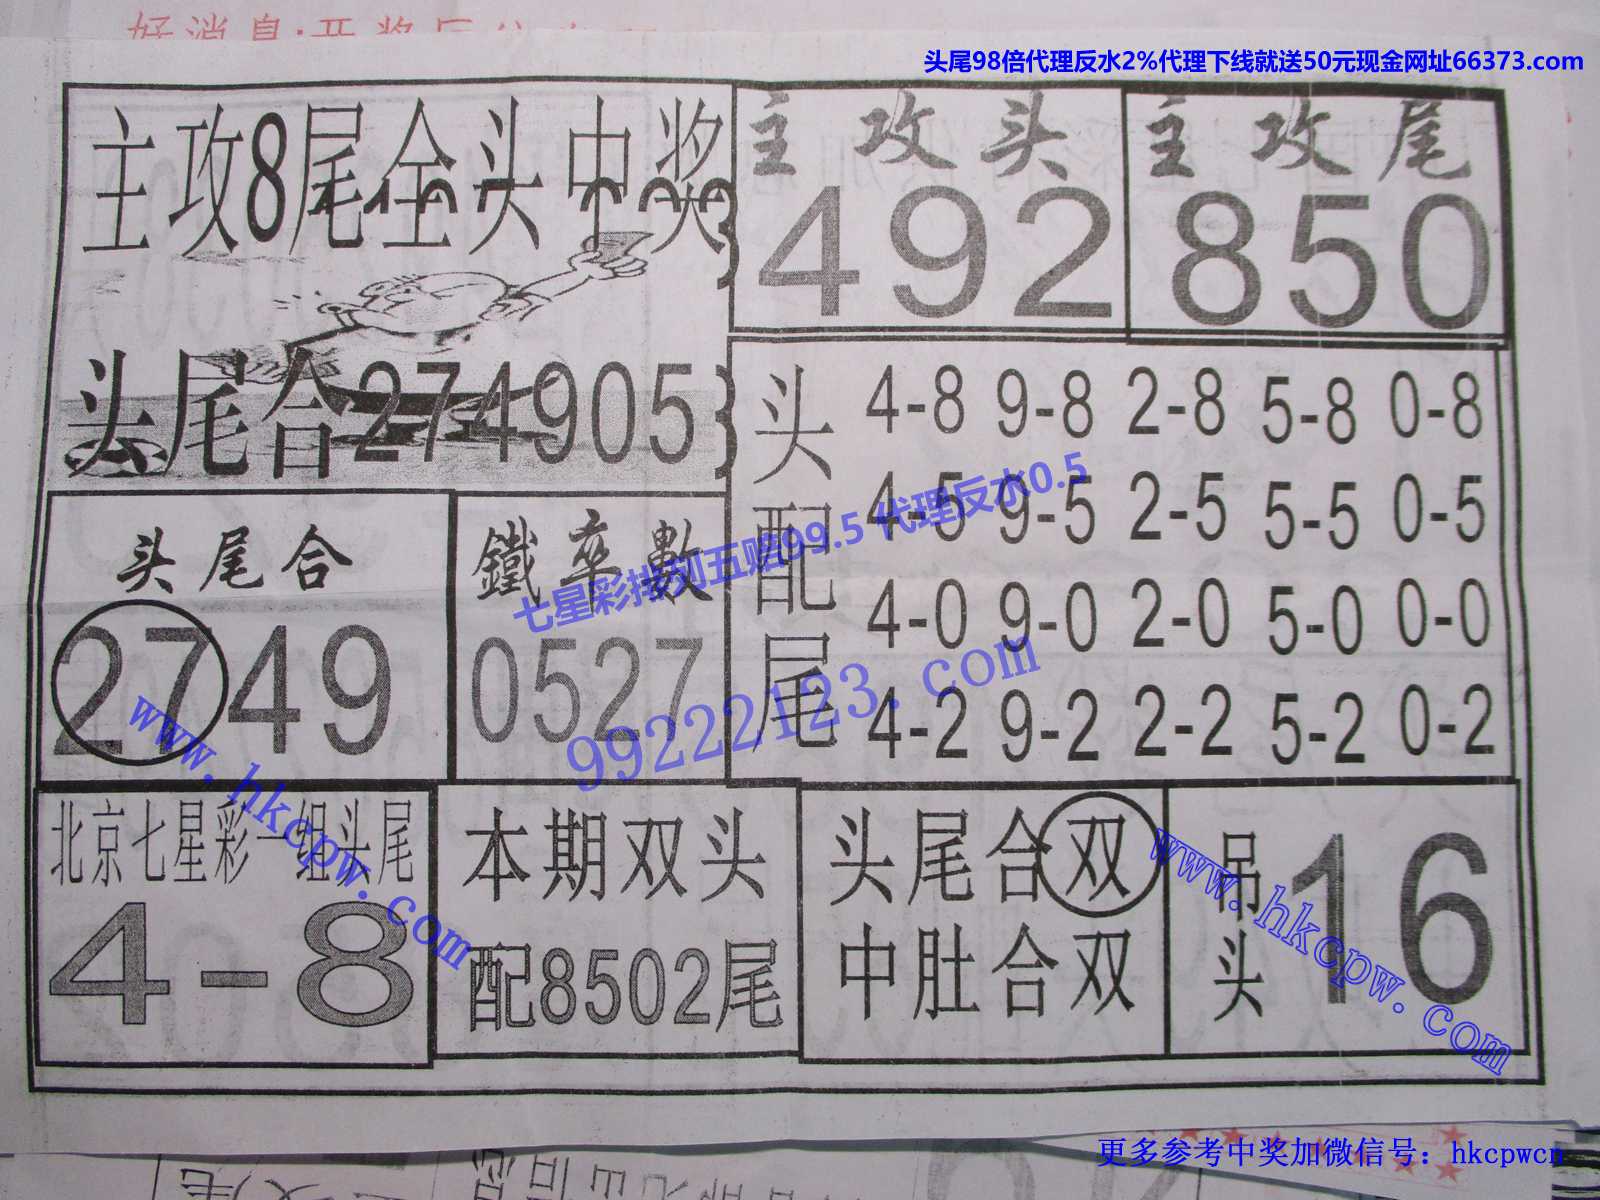 头尾98倍代理反水2%代理下线就送50元现金网址66373.com
主攻8尾全头中奖
头尾合274905
主攻头
492
主攻尾
850
头配尾
4-8 9-8 2-8 5-8 0-8
4-5 9-5 2-5 5-5 0-5
4-0 9-0 2-0 5-0 0-0
4-2 9-2 2-2 5-2 0-2
头尾合
2749
鐵率數
0527
七星彩排列五赔99.5 代理反水0.5
99222123.com
www.hkcpw.com
北京七星彩一组头尾
4-8
本期双头
配8502尾
头尾合双
中肚合双
吊头
16
www.hkcpw.com
更多参考中奖加微信号：hkcpwcn